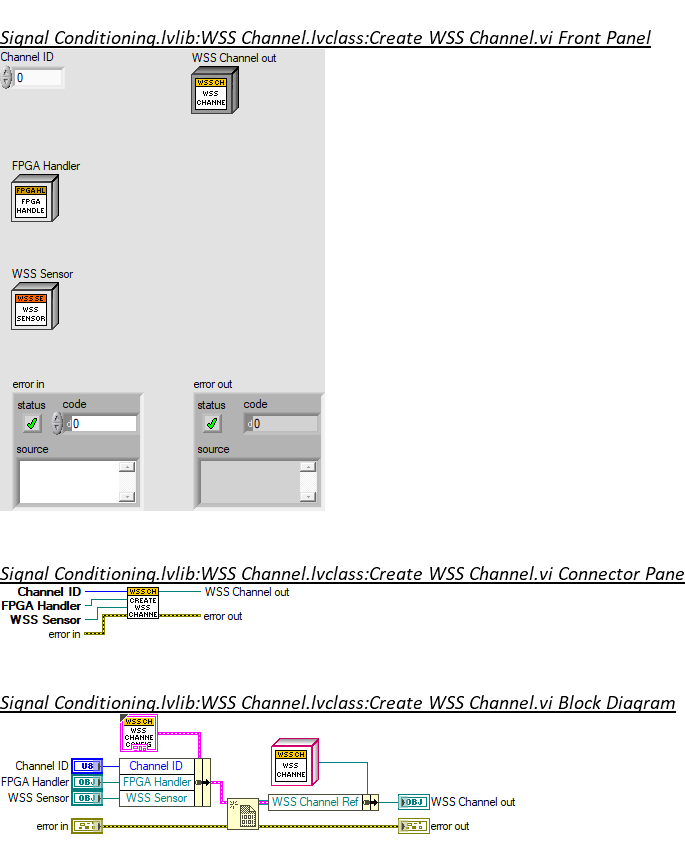 Signal Conditioning.lvlib:WSS Channel.lvclass:Create WSS Channel.vi Front Panel
Channel ID
WSS Channel out
0
WSS CH
WSS
CHANNE
FPGA Handler
FPGA HL
FPGA
HANDLE
WSS Sensor
WSS SE
WSS
SENSOR
error in
error out
status code
status code
d 0
d 0
source
source
Signal Conditioning.lvlib:WSS Channel.lvclass:Create WSS Channel.vi Connector Pane
Channel ID
WSS CH
WSS Channel out
FPGA Handler
CREATE
WSS
CHANNE
WSS Sensor
error out
error in
Signal Conditioning.lvlib:WSS Channel.lvclass:Create WSS Channel.vi Block Diagram
WSS CH
WSS
CHANNE
CONFIG
WSS CH
WSS
CHANNE
Channel ID U8 Channel ID
FPGA Handler OBJ FPGA Handler
WSS Sensor OBJ WSS Sensor
WSS Channel Ref OBJ WSS Channel out
error in
error out